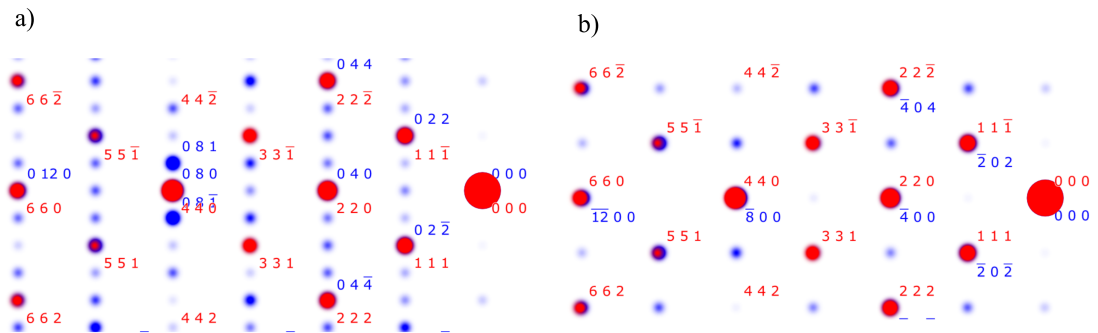 a)
0 4 4
6 6 2̅ 2 2 2̅
4 4 2̅
0 2 2
0 8 1
5 5 1̅ 3 3 1̅ 1 1 1̅
0 12 0 0 8 0 0 4 0 0 0 0
0 8 1̅
6 6 0 4 4 0 2 2 0 0 0 0
0 2 2̅
5 5 1 3 3 1 1 1 1
0 4 4̅
6 6 2 4 4 2 2 2 2
b)
6 6 2̅ 4 4 2̅ 2 2 2̅
4̅ 0 4
5 5 1̅ 3 3 1̅ 1 1 1̅
2̅ 0 2
6 6 0 4 4 0 2 2 0 0 0 0
1̅2̅ 0 0 8̅ 0 0 4̅ 0 0 0 0 0
5 5 1 3 3 1 1 1 1
2̅ 0 2̅
6 6 2 4 4 2 2 2 2